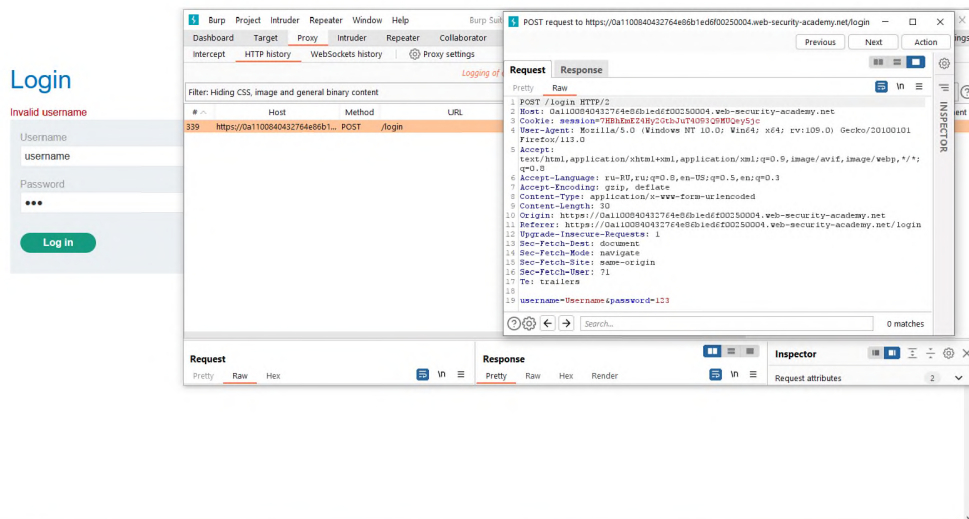 Login
Invalid username
Username
username
Password
Log in
Burp Project Intruder Repeater Window Help
Burp Sui
Dashboard Target Proxy Intruder Repeater Collaborator
Intercept HTTP history WebSockets history Proxy settings
Logging of
Filter: Hiding CSS, image and general binary content
# Host Method URL
339 https://0a1100840432764e86b1... POST /login
POST request to https://0a1100840432764e86b1ed6f00250004.web-security-academy.net/login
Previous Next Action
ings
Request Response
Pretty Raw
\n
INSPECTOR
ent
1 POST /login HTTP/2
2 Host: 0a1100840432764e86b1ed6f00250004.web-security-academy.net
3 Cookie: session=7HBhEmEZ4Hy2GtbJuT4O93Q9MUQey5jc
4 User-Agent: Mozilla/5.0 (Windows NT 10.0; Win64; x64; rv:109.0) Gecko/20100101
Firefox/113.0
5 Accept:
text/html,application/xhtml+xml,application/xml;q=0.9,image/avif,image/webp,*/*;
q=0.8
6 Accept-Language: ru-RU,ru;q=0.8,en-US;q=0.5,en;q=0.3
7 Accept-Encoding: gzip, deflate
8 Content-Type: application/x-www-form-urlencoded
9 Content-Length: 30
10 Origin: https://0a1100840432764e86b1ed6f00250004.web-security-academy.net
11 Referer: https://0a1100840432764e86b1ed6f00250004.web-security-academy.net/login
12 Upgrade-Insecure-Requests: 1
13 Sec-Fetch-Dest: document
14 Sec-Fetch-Mode: navigate
15 Sec-Fetch-Site: same-origin
16 Sec-Fetch-User: ?1
17 Te: trailers
18
19 username=Username&password=123
Search...
0 matches
Request
Pretty Raw Hex
\n
Response
Pretty Raw Hex Render
\n
Inspector
Request attributes 2